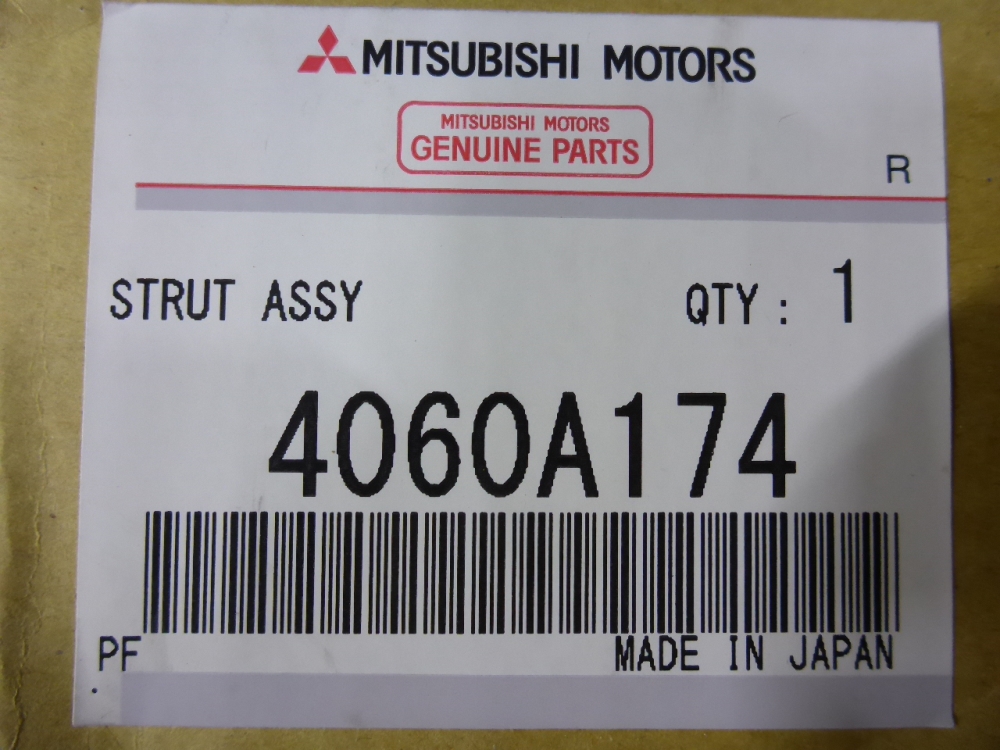 MITSUBISHI MOTORS
MITSUBISHI MOTORS
GENUINE PARTS
R
STRUT ASSY QTY : 1
4060A174
PF MADE IN JAPAN